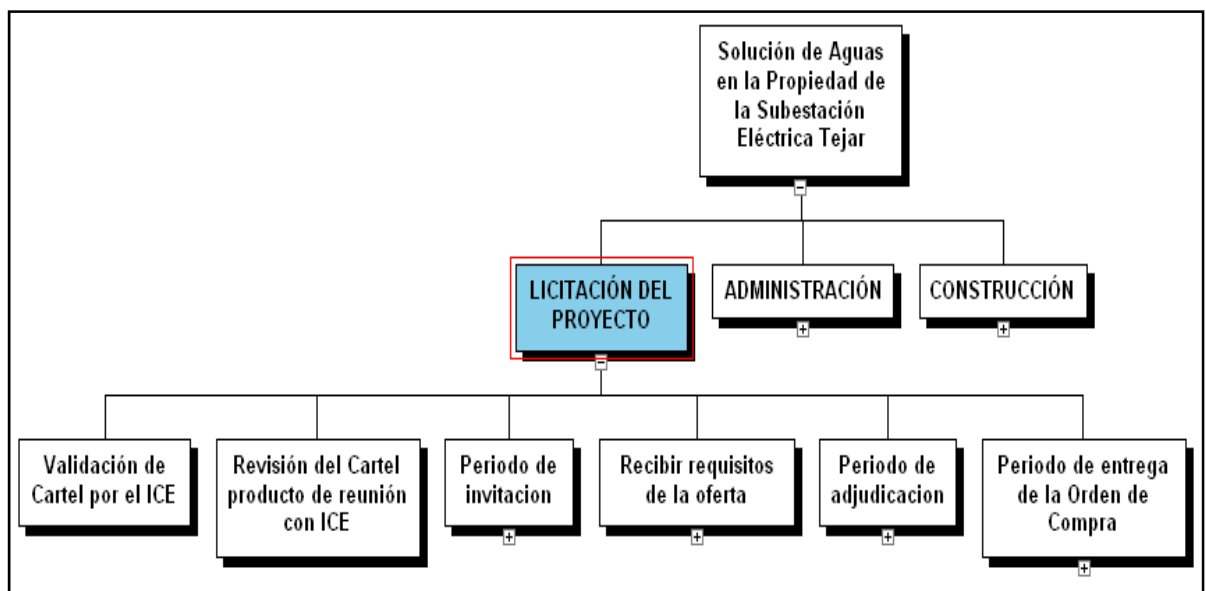 Solución de Aguas
en la Propiedad de
la Subestación
Eléctrica Tejar
LICITACIÓN DEL
PROYECTO
ADMINISTRACIÓN
CONSTRUCCIÓN
Validación de
Cartel por el ICE
Revisión del Cartel
producto de reunión
con ICE
Periodo de
invitacion
Recibir requisitos
de la oferta
Periodo de
adjudicacion
Periodo de entrega
de la Orden de
Compra